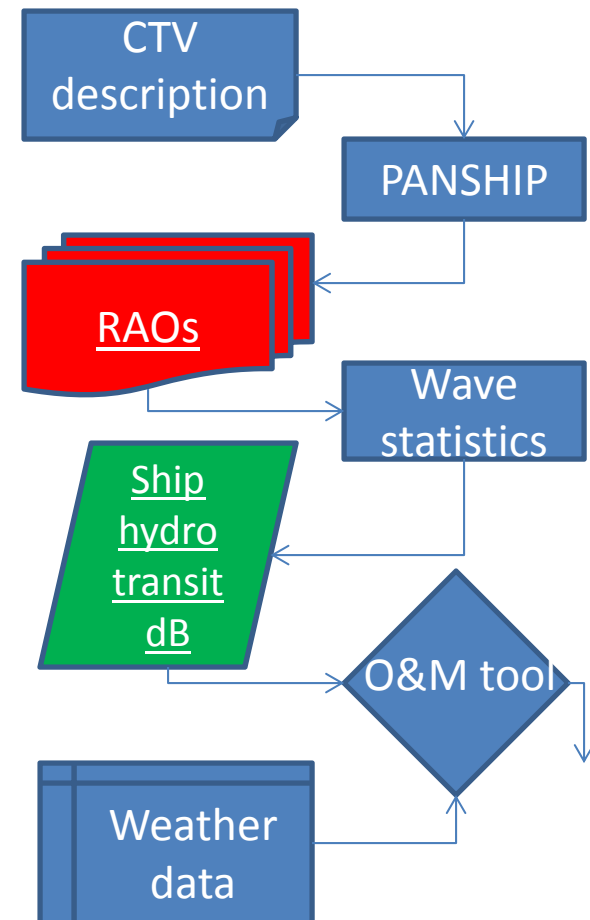 CTV
description
PANSHIP
RAOs
Wave
statistics
Ship
hydro
transit
dB
O&M tool
Weather
data